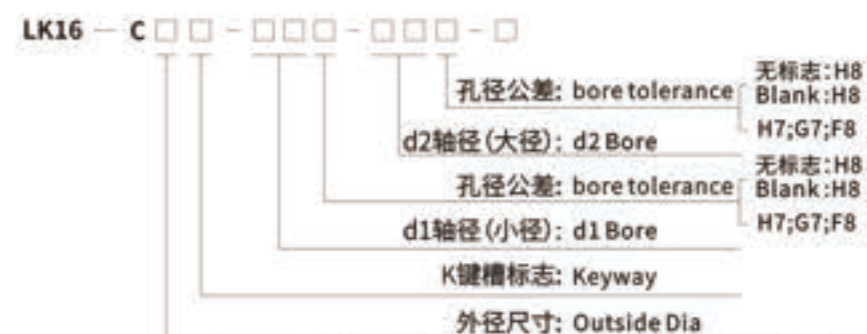 LK16 — C□□-□□□-□□□-□
无标志:H8
孔径公差: bore tolerance Blank:H8
H7;G7;F8
d2轴径(大径): d2 Bore
无标志:H8
孔径公差: bore tolerance Blank:H8
H7;G7;F8
d1轴径(小径): d1 Bore
K键槽标志: Keyway
外径尺寸: Outside Dia